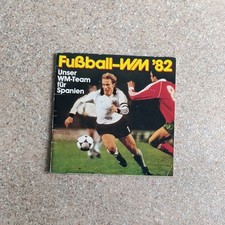 Fußball-WM '82
Unser
WM-Team
für
Spanien